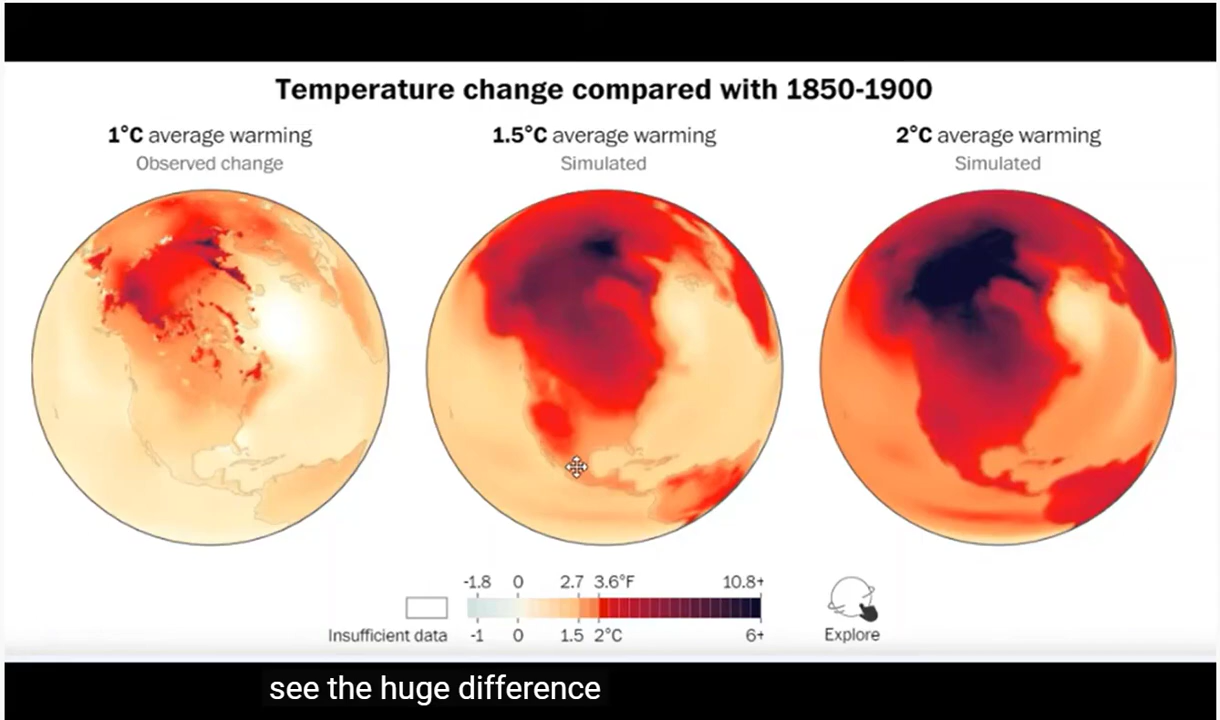 Temperature change compared with 1850-1900
1°C average warming
Observed change
1.5°C average warming
Simulated
2°C average warming
Simulated
-1.8 0 2.7 3.6°F 10.8+
Insufficient data
-1 0 1.5 2°C 6+
Explore
see the huge difference